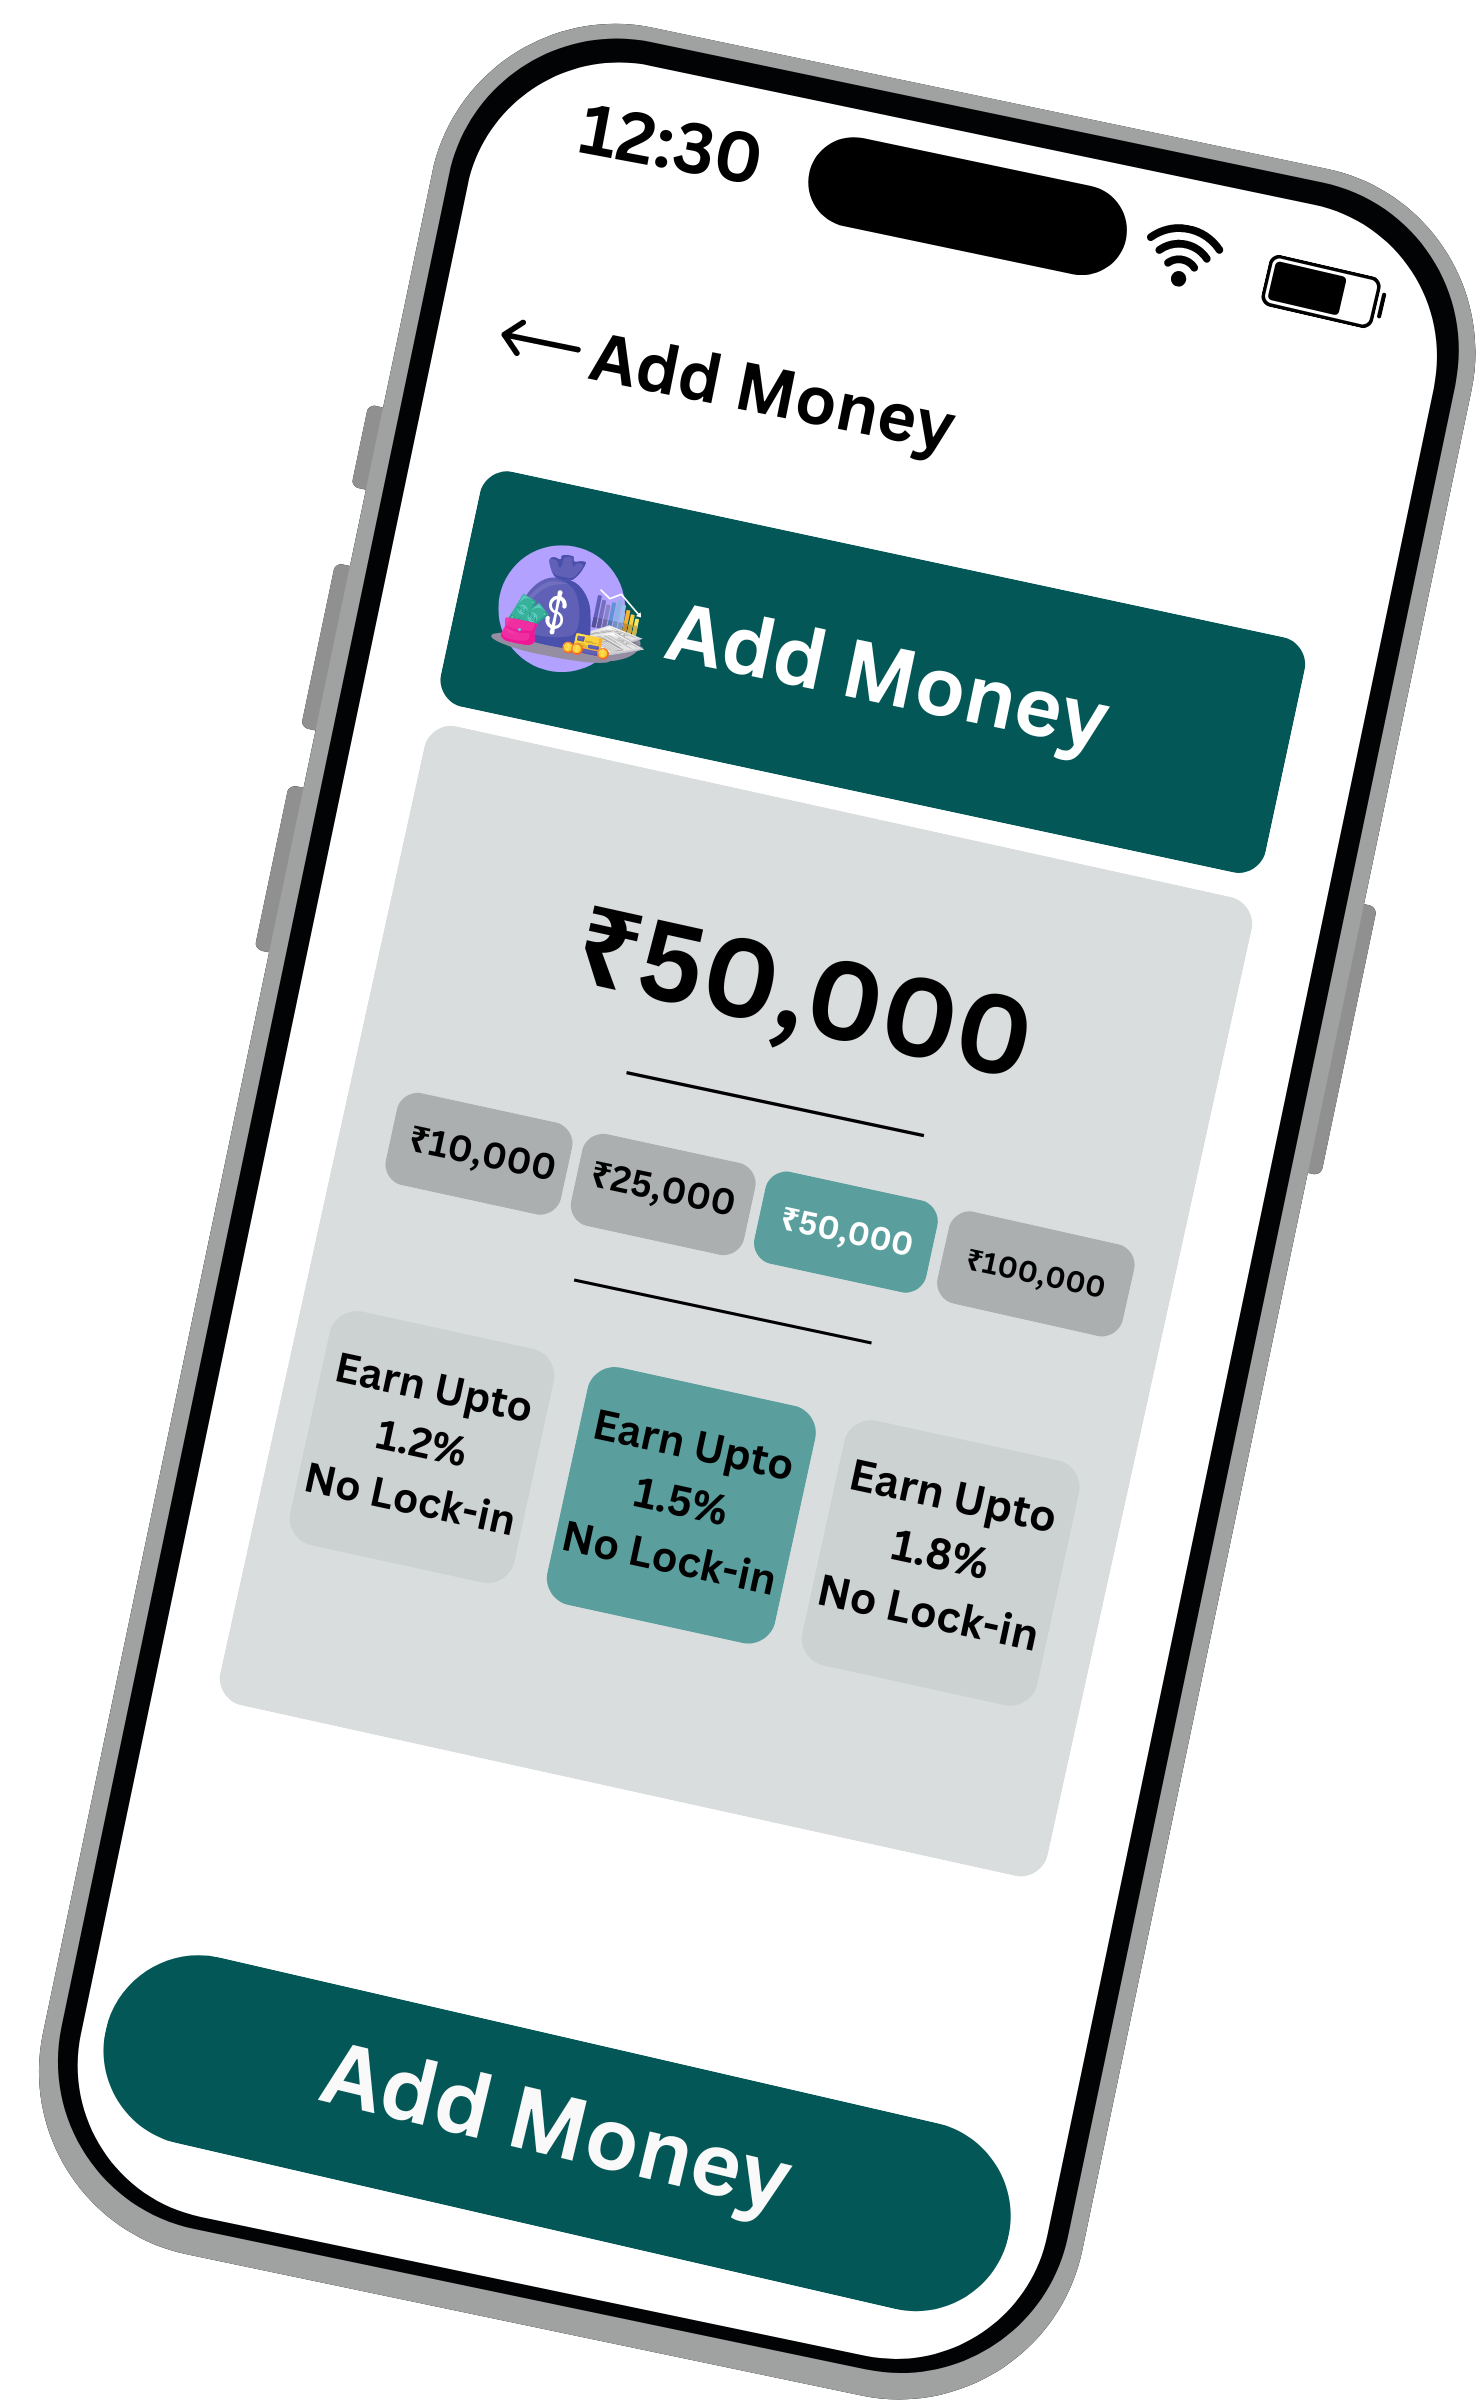 12:30
Add Money
Add Money
₹50,000
₹10,000
₹25,000
₹50,000
₹100,000
Earn Upto
1.2%
No Lock-in
Earn Upto
1.5%
No Lock-in
Earn Upto
1.8%
No Lock-in
Add Money